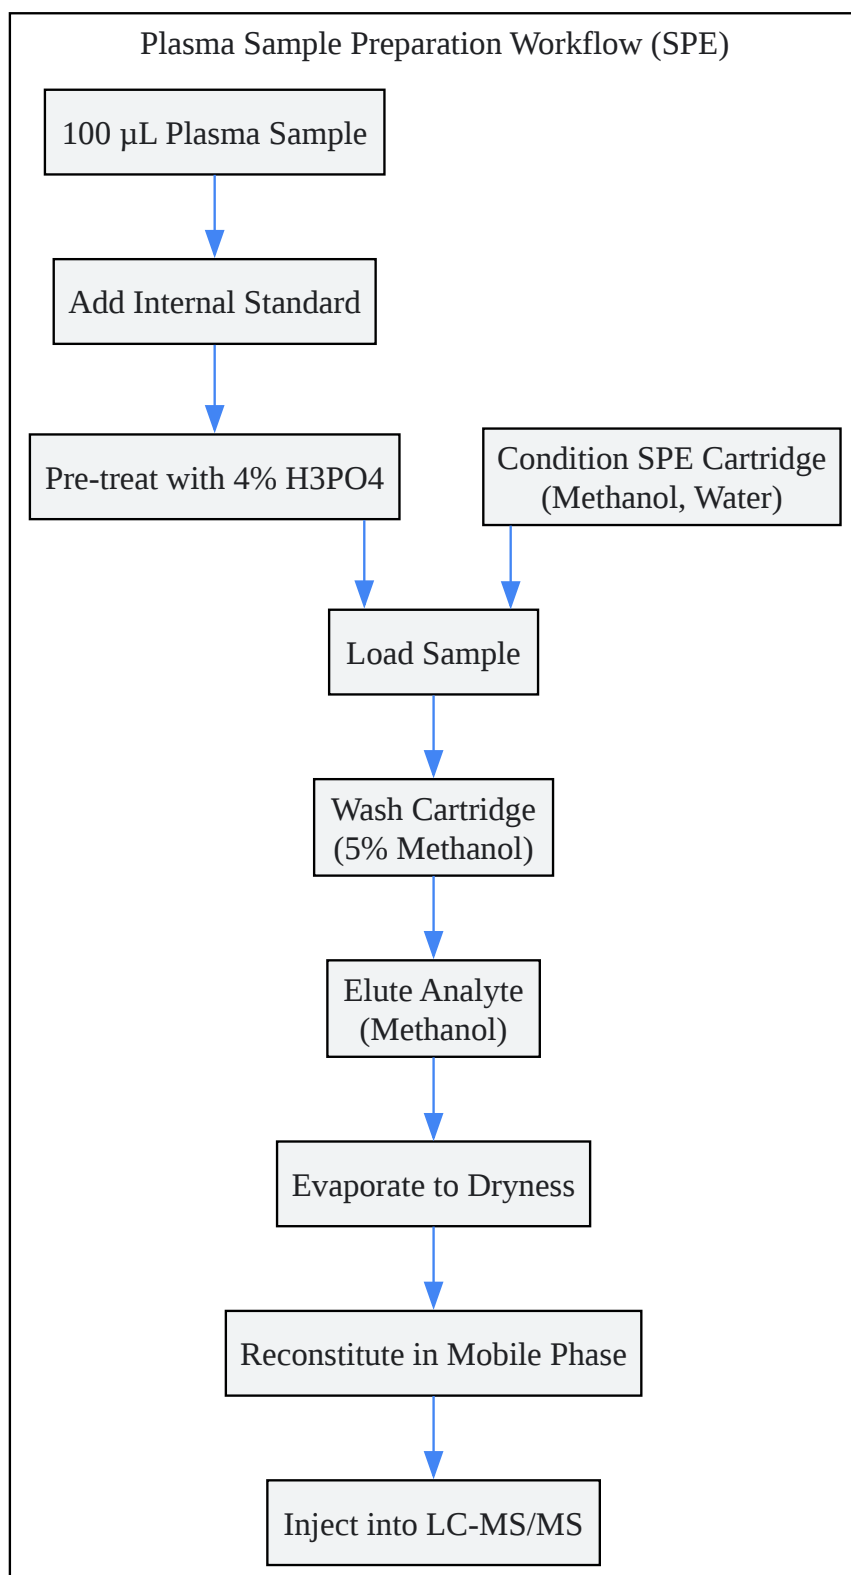 Plasma Sample Preparation Workflow (SPE)
100 µL Plasma Sample
Add Internal Standard
Pre-treat with 4% H3PO4
Condition SPE Cartridge
(Methanol, Water)
Load Sample
Wash Cartridge
(5% Methanol)
Elute Analyte
(Methanol)
Evaporate to Dryness
Reconstitute in Mobile Phase
Inject into LC-MS/MS